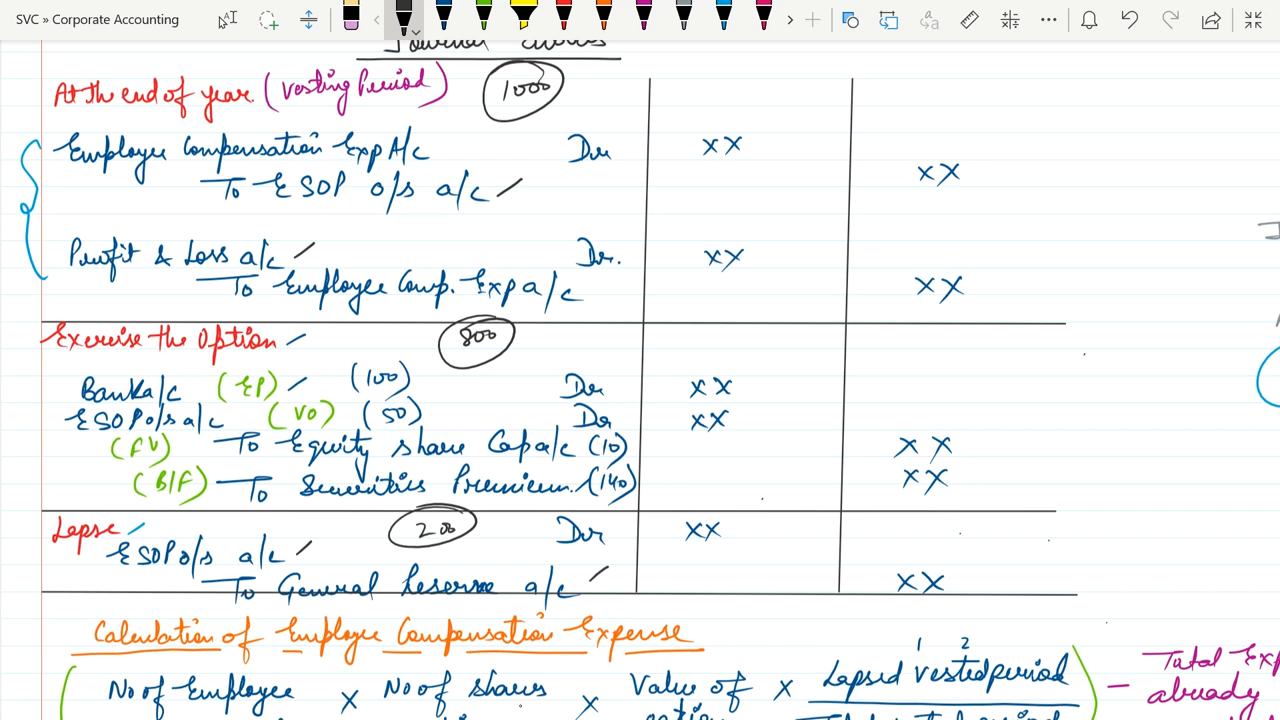 SVC » Corporate Accounting
Journal
At the end of year (Vesting Period) 1000
Employee Compensation Exp A/c Dr XX
To ESOP o/s a/c XX
Profit & Loss a/c Dr. XX
To Employee Comp. Exp a/c XX
Exercise the Option 800
Bank a/c (EP) (100) Dr XX
ESOP o/s a/c (VO) (50) Dr XX
(FV) To Equity Share Cap a/c (10) XX
(B/F) To Securities Premium (140) XX
Lapse 200
ESOP o/s a/c Dr XX
To General Reserve a/c XX
Calculation of Employee Compensation Expense
1 2
No of Employee × No of shares × Value of × Lapsed vested period – Total Exp
already